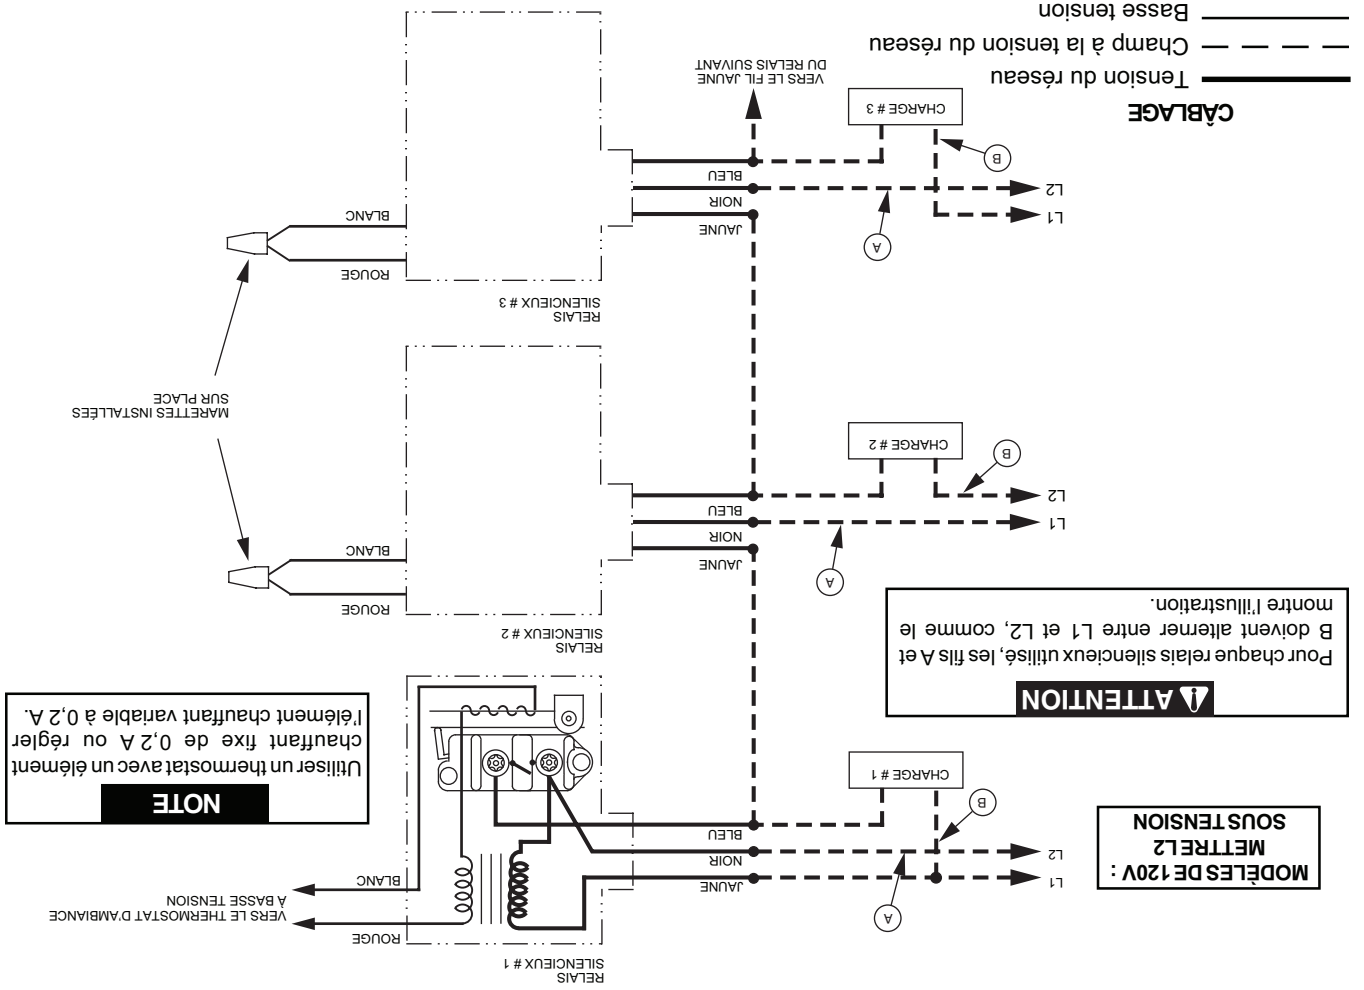 RELAIS
SILENCIEUX # 1
ROUGE
VERS LE THERMOSTAT D'AMBIANCE
À BASSE TENSION
BLANC
JAUNE
NOIR
BLEU
L1
L2
A
B
CHARGE # 1
MODÈLES DE 120V :
METTRE L2
SOUS TENSION
NOTE
Utiliser un thermostat avec un élément
chauffant fixe de 0,2 A ou régler
l'élément chauffant variable à 0,2 A.
ATTENTION
Pour chaque relais silencieux utilisé, les fils A et
B doivent alterner entre L1 et L2, comme le
montre l'illustration.
RELAIS
SILENCIEUX # 2
ROUGE
BLANC
JAUNE
NOIR
BLEU
L1
L2
A
B
CHARGE # 2
MARETTES INSTALLÉES
SUR PLACE
RELAIS
SILENCIEUX # 3
ROUGE
BLANC
JAUNE
NOIR
BLEU
L1
L2
A
B
CHARGE # 3
VERS LE FIL JAUNE
DU RELAIS SUIVANT
CÂBLAGE
Tension du réseau
Champ à la tension du réseau
Basse tension